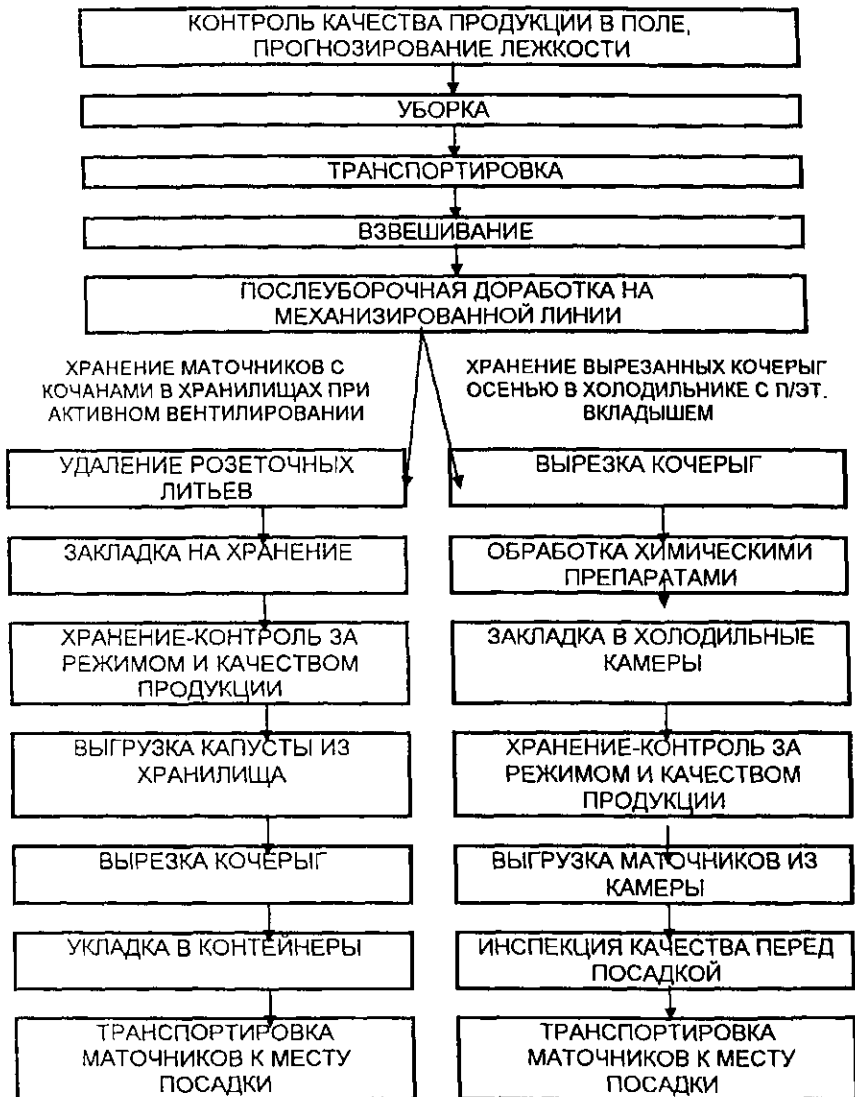 КОНТРОЛЬ КАЧЕСТВА ПРОДУКЦИИ В ПОЛЕ,
ПРОГНОЗИРОВАНИЕ ЛЕЖКОСТИ
УБОРКА
ТРАНСПОРТИРОВКА
ВЗВЕШИВАНИЕ
ПОСЛЕУБОРОЧНАЯ ДОРАБОТКА НА
МЕХАНИЗИРОВАННОЙ ЛИНИИ
ХРАНЕНИЕ МАТОЧНИКОВ С
КОЧАНАМИ В ХРАНИЛИЩАХ ПРИ
АКТИВНОМ ВЕНТИЛИРОВАНИИ
УДАЛЕНИЕ РОЗЕТОЧНЫХ
ЛИТЬЕВ
ЗАКЛАДКА НА ХРАНЕНИЕ
ХРАНЕНИЕ-КОНТРОЛЬ ЗА
РЕЖИМОМ И КАЧЕСТВОМ
ПРОДУКЦИИ
ВЫГРУЗКА КАПУСТЫ ИЗ
ХРАНИЛИЩА
ВЫРЕЗКА КОЧЕРЫГ
УКЛАДКА В КОНТЕЙНЕРЫ
ТРАНСПОРТИРОВКА
МАТОЧНИКОВ К МЕСТУ
ПОСАДКИ
ХРАНЕНИЕ ВЫРЕЗАННЫХ КОЧЕРЫГ
ОСЕНЬЮ В ХОЛОДИЛЬНИКЕ С П/ЭТ.
ВКЛАДЫШЕМ
ВЫРЕЗКА КОЧЕРЫГ
ОБРАБОТКА ХИМИЧЕСКИМИ
ПРЕПАРАТАМИ
ЗАКЛАДКА В ХОЛОДИЛЬНЫЕ
КАМЕРЫ
ХРАНЕНИЕ-КОНТРОЛЬ ЗА
РЕЖИМОМ И КАЧЕСТВОМ
ПРОДУКЦИИ
ВЫГРУЗКА МАТОЧНИКОВ ИЗ
КАМЕРЫ
ИНСПЕКЦИЯ КАЧЕСТВА ПЕРЕД
ПОСАДКОЙ
ТРАНСПОРТИРОВКА
МАТОЧНИКОВ К МЕСТУ
ПОСАДКИ